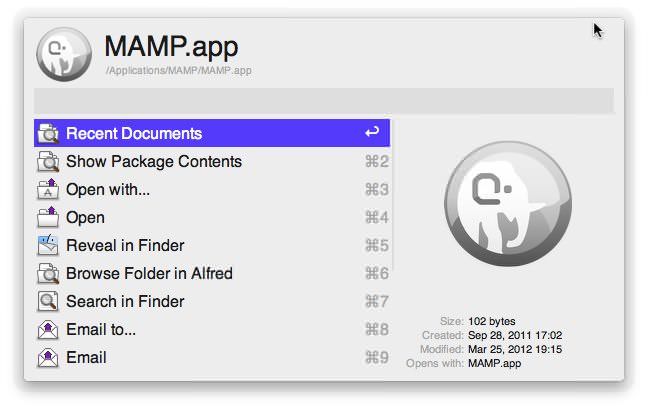 MAMP.app
/Applications/MAMP/MAMP.app
Recent Documents ↩
Show Package Contents ⌘2
Open with... ⌘3
Open ⌘4
Reveal in Finder ⌘5
Browse Folder in Alfred ⌘6
Search in Finder ⌘7
Email to... ⌘8
Email ⌘9
Size: 102 bytes
Created: Sep 28, 2011 17:02
Modified: Mar 25, 2012 19:15
Opens with: MAMP.app